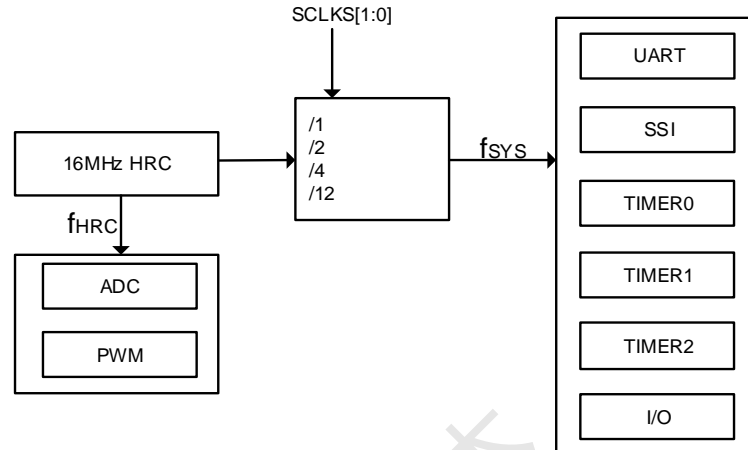 SCLKS[1:0]
UART
/1
/2
/4
/12
SSI
16MHz HRC
fSYS
TIMER0
fHRC
ADC
TIMER1
PWM
TIMER2
I/O